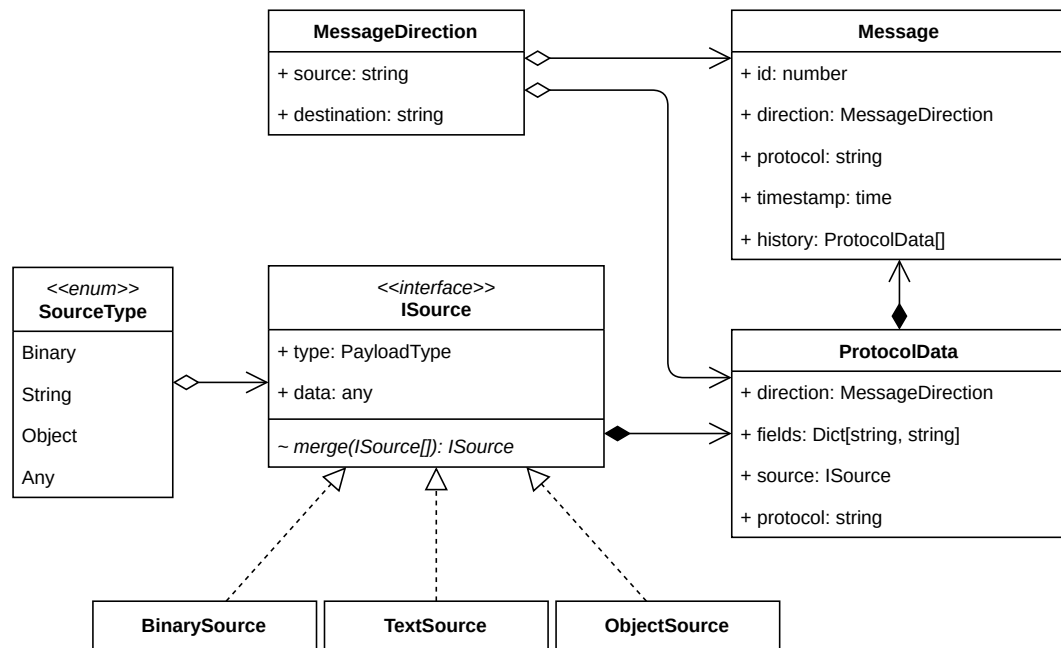 MessageDirection
+ source: string
+ destination: string
Message
+ id: number
+ direction: MessageDirection
+ protocol: string
+ timestamp: time
+ history: ProtocolData[]
<<enum>>
SourceType
Binary
String
Object
Any
<<interface>>
ISource
+ type: PayloadType
+ data: any
~ merge(ISource[]): ISource
ProtocolData
+ direction: MessageDirection
+ fields: Dict[string, string]
+ source: ISource
+ protocol: string
BinarySource
TextSource
ObjectSource